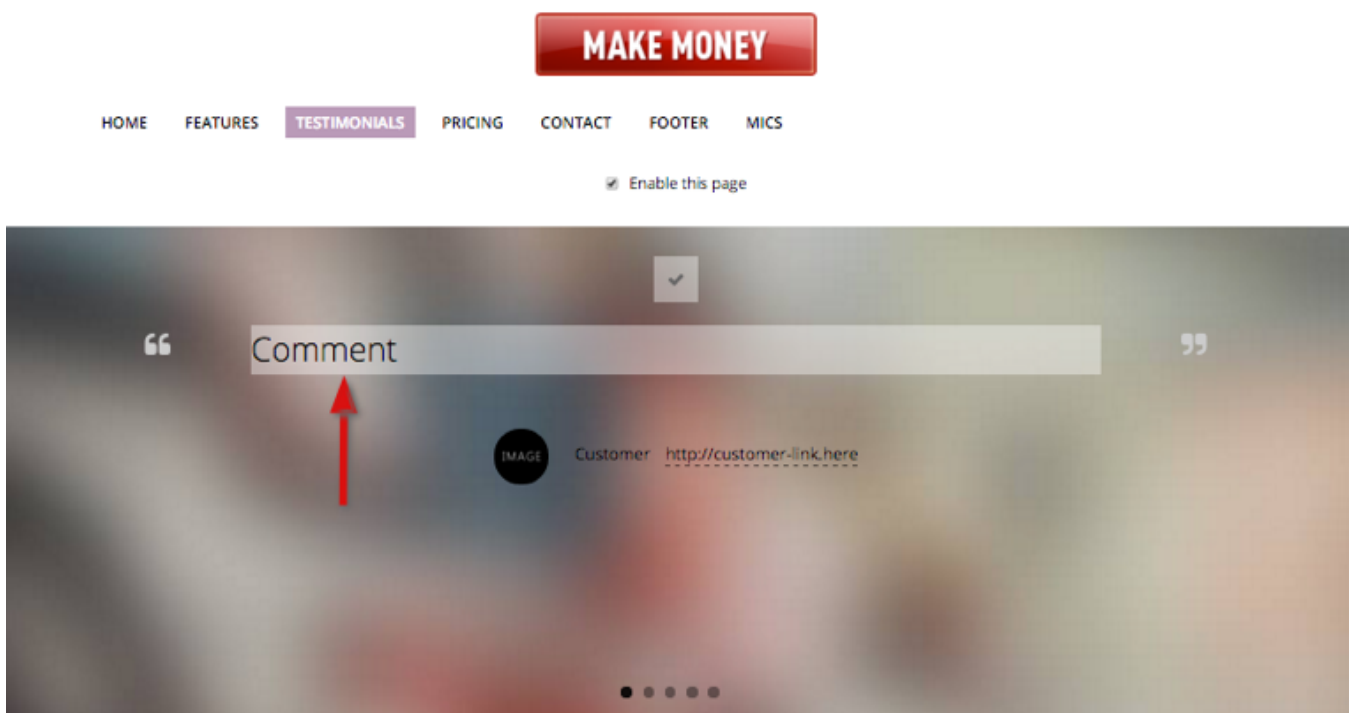 MAKE MONEY
HOME FEATURES TESTIMONIALS PRICING CONTACT FOOTER MICS
Enable this page
“ Comment ”
IMAGE Customer http://customer-link.here